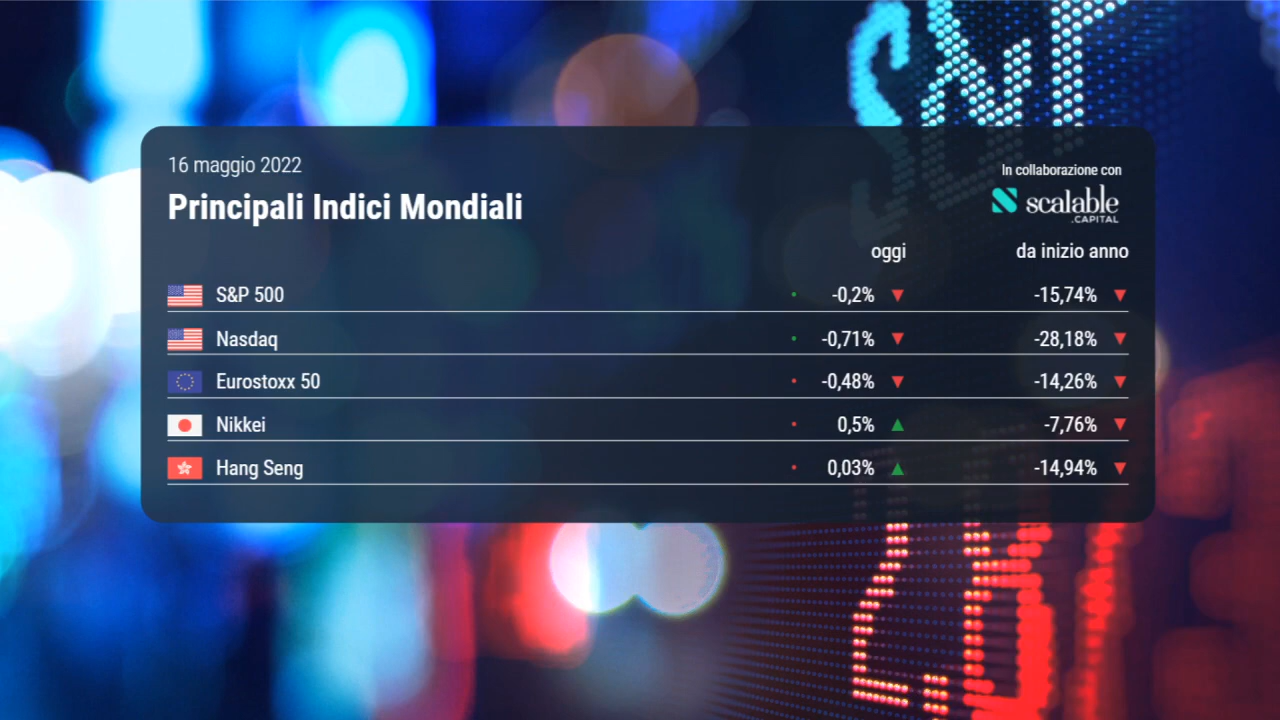 16 maggio 2022
Principali Indici Mondiali
In collaborazione con
scalable
.CAPITAL
oggi da inizio anno
S&P 500 -0,2% -15,74%
Nasdaq -0,71% -28,18%
Eurostoxx 50 -0,48% -14,26%
Nikkei 0,5% -7,76%
Hang Seng 0,03% -14,94%